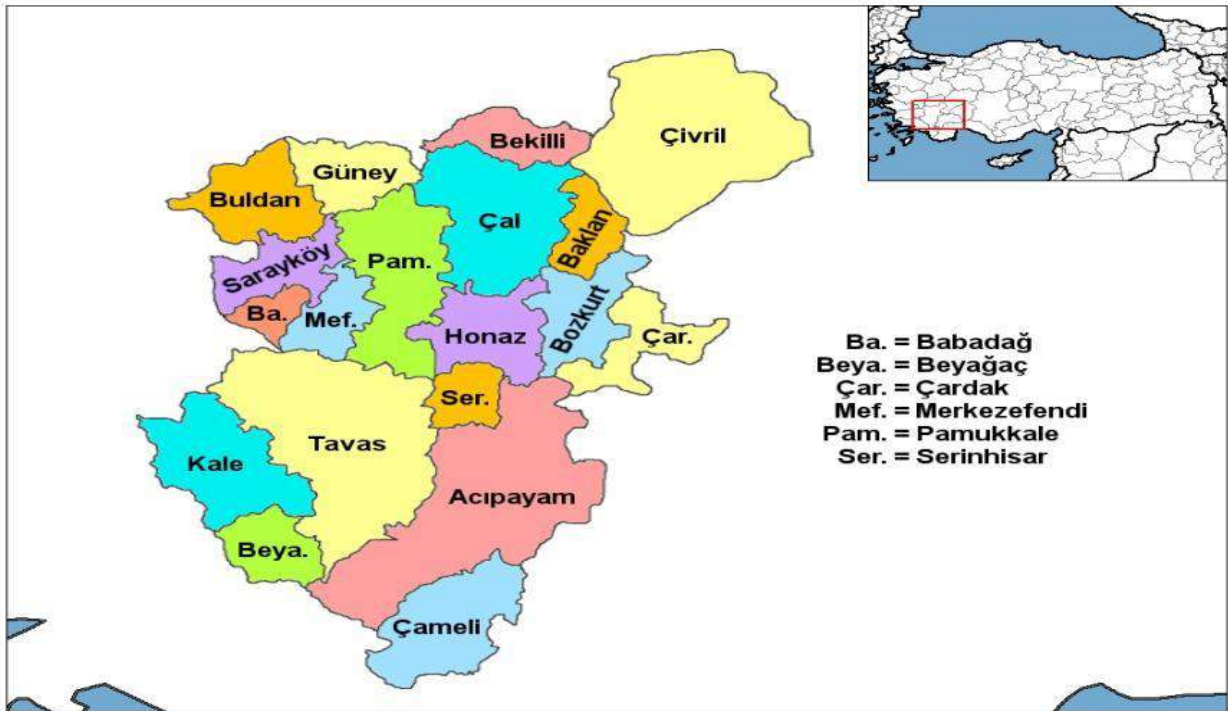 Çivril
Bekilli
Güney
Buldan
Çal
Baklan
Sarayköy
Pam.
Ba.
Mef.
Honaz
Bozkurt
Çar.
Ser.
Tavas
Kale
Acıpayam
Beya.
Çameli
Ba. = Babadağ
Beya. = Beyağaç
Çar. = Çardak
Mef. = Merkezefendi
Pam. = Pamukkale
Ser. = Serinhisar